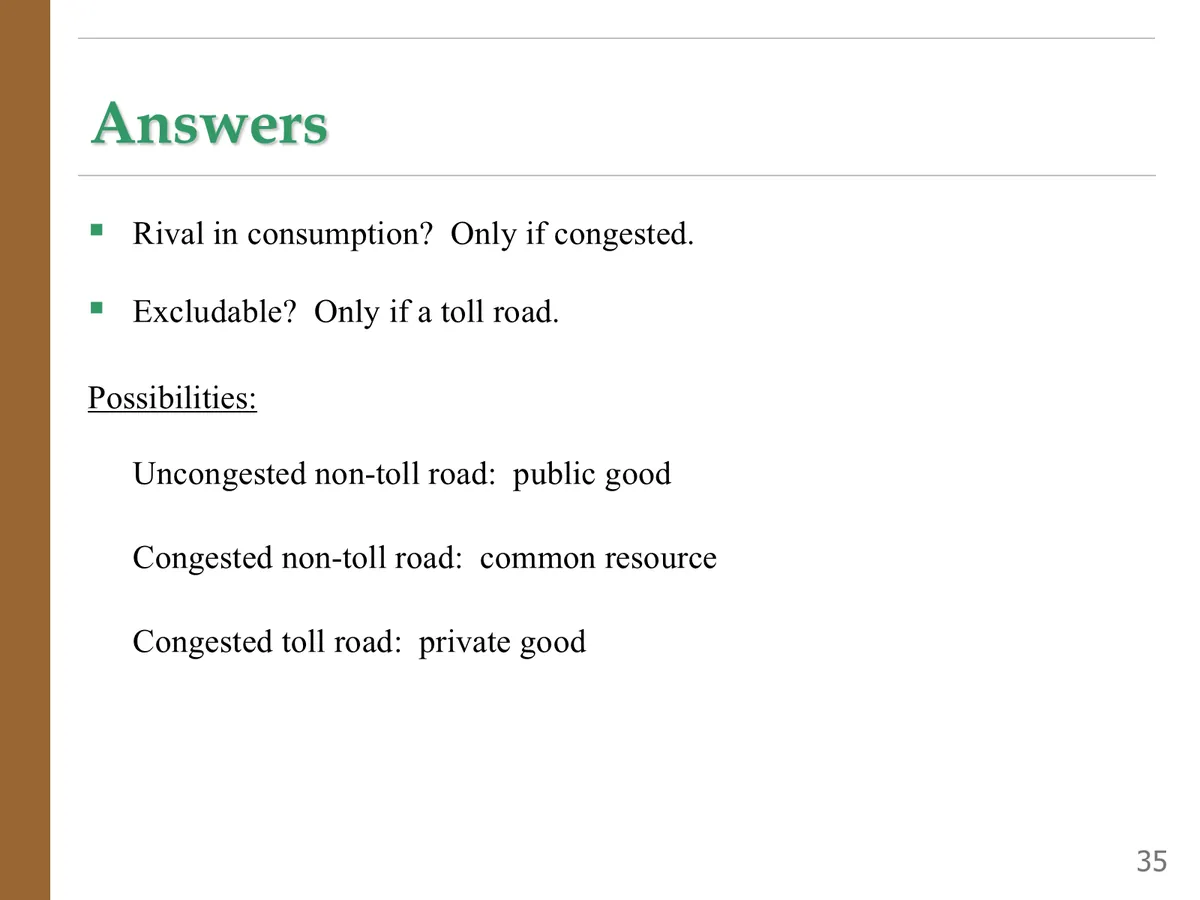 Answers
▪ Rival in consumption?  Only if congested.
▪ Excludable?  Only if a toll road.
Possibilities:
Uncongested non-toll road:  public good
Congested non-toll road:  common resource
Congested toll road:  private good
35